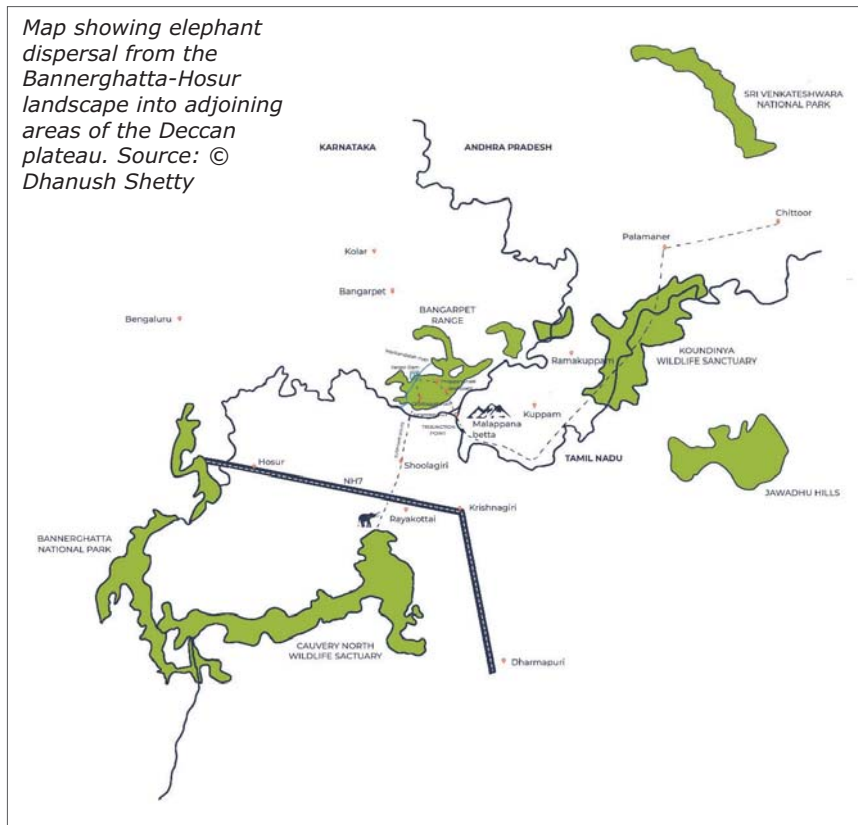 Map showing elephant
dispersal from the
Bannerghatta-Hosur
landscape into adjoining
areas of the Deccan
plateau. Source: ©
Dhanush Shetty
SRI VENKATESHWARA
NATIONAL PARK
KARNATAKA
ANDHRA PRADESH
Chittoor
Palamaner
Kolar
Bangarpet
Bengaluru
BANGARPET
RANGE
KOUNDINYA
WILDLIFE SANCTUARY
Ramakuppam
Kuppam
Malappana
betta
TRIJUNCTION
POINT
TAMIL NADU
Shoolagiri
Hosur
NH7
JAWADHU HILLS
Krishnagiri
Rayakottai
BANNERGHATTA
NATIONAL PARK
CAUVERY NORTH
WILDLIFE SACTUARY
Dharmapuri